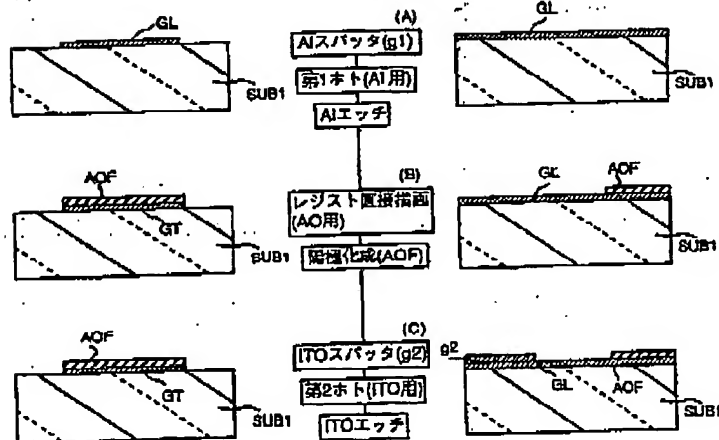 (A)
GL
GL
Alスパッタ(g1)
第1ホト(Al用)
SUB1
SUB1
Alエッチ
(B)
AOF
AOF
GL
レジスト直接描画
(AO用)
GT
SUB1
SUB1
陽極化成(AOF)
(C)
AOF
g2
ITOスパッタ(g2)
GT
GL
AOF
第2ホト(ITO用)
SUB1
SUB1
ITOエッチ